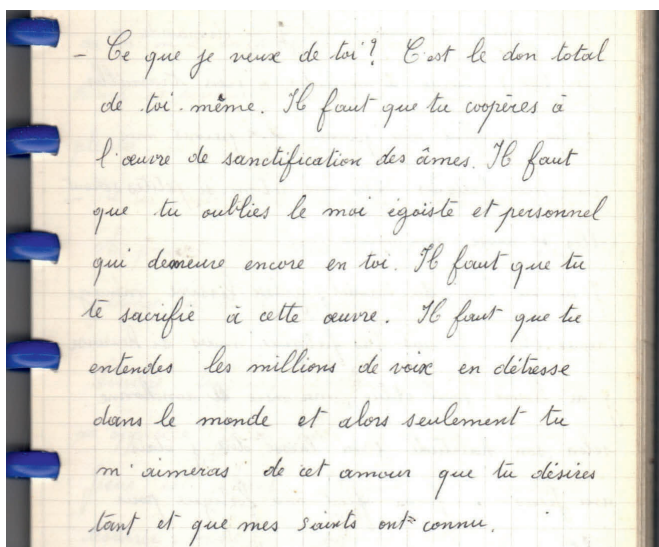 - Ce que je veux de toi ? C'est le don total
de toi-même. Il faut que tu coopères à
l'œuvre de sanctification des âmes. Il faut
que tu oublies le moi égoiste et personnel
qui demeure encore en toi. Il faut que tu
te sacrifie à cette œuvre. Il faut que tu
entendes les millions de voix en détresse
dans le monde et alors seulement tu
m'aimeras de cet amour que tu désires
tant et que mes saints ont connu.